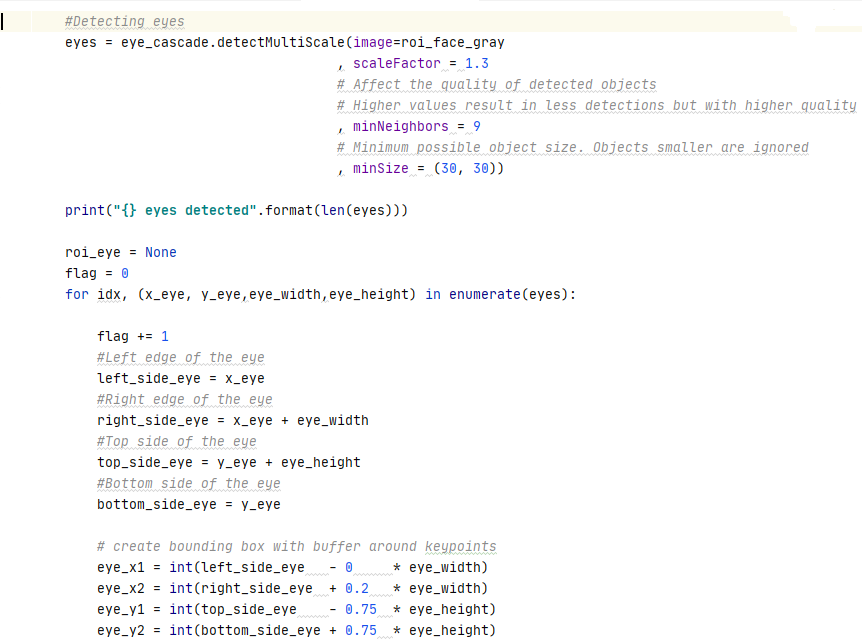 #Detecting eyes
eyes = eye_cascade.detectMultiScale(image=roi_face_gray
, scaleFactor = 1.3
# Affect the quality of detected objects
# Higher values result in less detections but with higher quality
, minNeighbors = 9
# Minimum possible object size. Objects smaller are ignored
, minSize = (30, 30))
print("{} eyes detected".format(len(eyes)))
roi_eye = None
flag = 0
for idx, (x_eye, y_eye,eye_width,eye_height) in enumerate(eyes):
flag += 1
#Left edge of the eye
left_side_eye = x_eye
#Right edge of the eye
right_side_eye = x_eye + eye_width
#Top side of the eye
top_side_eye = y_eye + eye_height
#Bottom side of the eye
bottom_side_eye = y_eye
# create bounding box with buffer around keypoints
eye_x1 = int(left_side_eye   - 0     * eye_width)
eye_x2 = int(right_side_eye  + 0.2   * eye_width)
eye_y1 = int(top_side_eye    - 0.75  * eye_height)
eye_y2 = int(bottom_side_eye + 0.75  * eye_height)